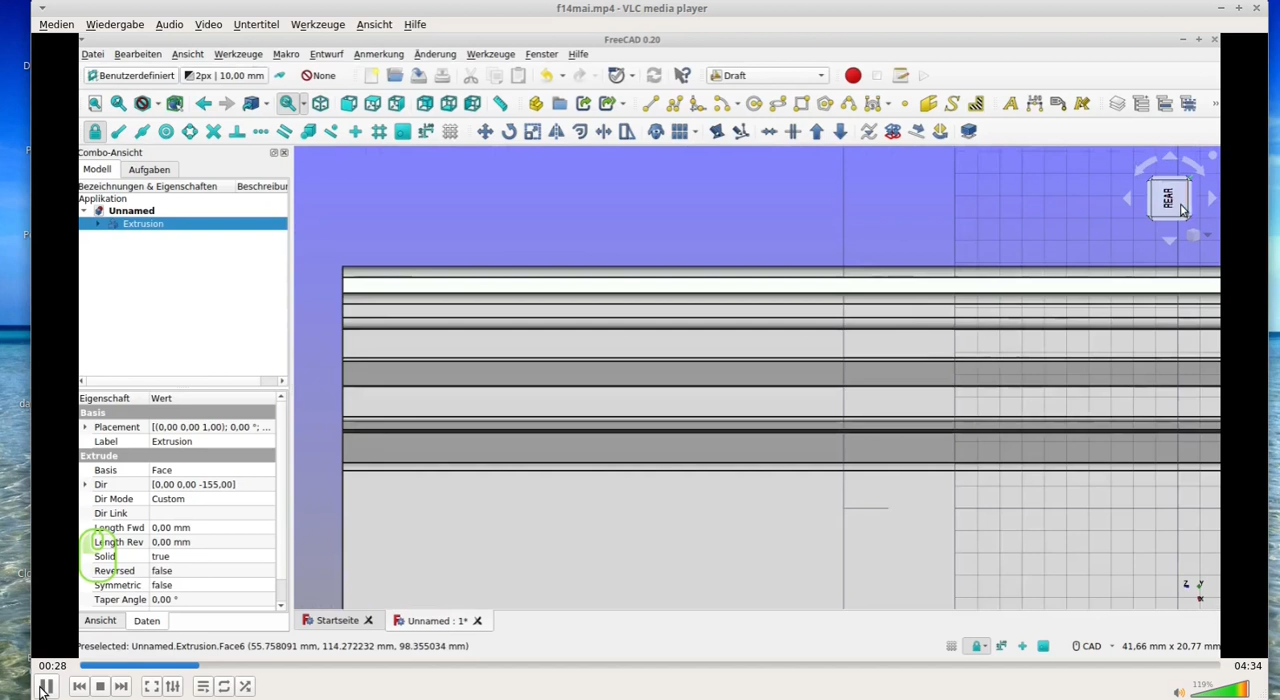 f14mai.mp4 - VLC media player
Medien Wiedergabe Audio Video Untertitel Werkzeuge Ansicht Hilfe
FreeCAD 0.20
Datei Bearbeiten Ansicht Werkzeuge Makro Entwurf Anmerkung Änderung Werkzeuge Fenster Hilfe
Benutzerdefiniert 2px | 10,00 mm None Draft
Combo-Ansicht
Modell Aufgaben
Bezeichnungen & Eigenschaften Beschreibur
Applikation
Unnamed
Extrusion
REAR
Eigenschaft Wert
Basis
Placement [(0,00 0,00 1,00); 0,00 °; ...
Label Extrusion
Extrude
Basis Face
Dir [0,00 0,00 -155,00]
Dir Mode Custom
Dir Link
Length Fwd 0,00 mm
Length Rev 0,00 mm
Solid true
Reversed false
Symmetric false
Taper Angle 0,00 °
Z Y
X
Ansicht Daten
Startseite Unnamed : 1*
Preselected: Unnamed.Extrusion.Face6 (55.758091 mm, 114.272232 mm, 98.355034 mm) CAD 41,66 mm x 20,77 mm
00:28 04:34
119%